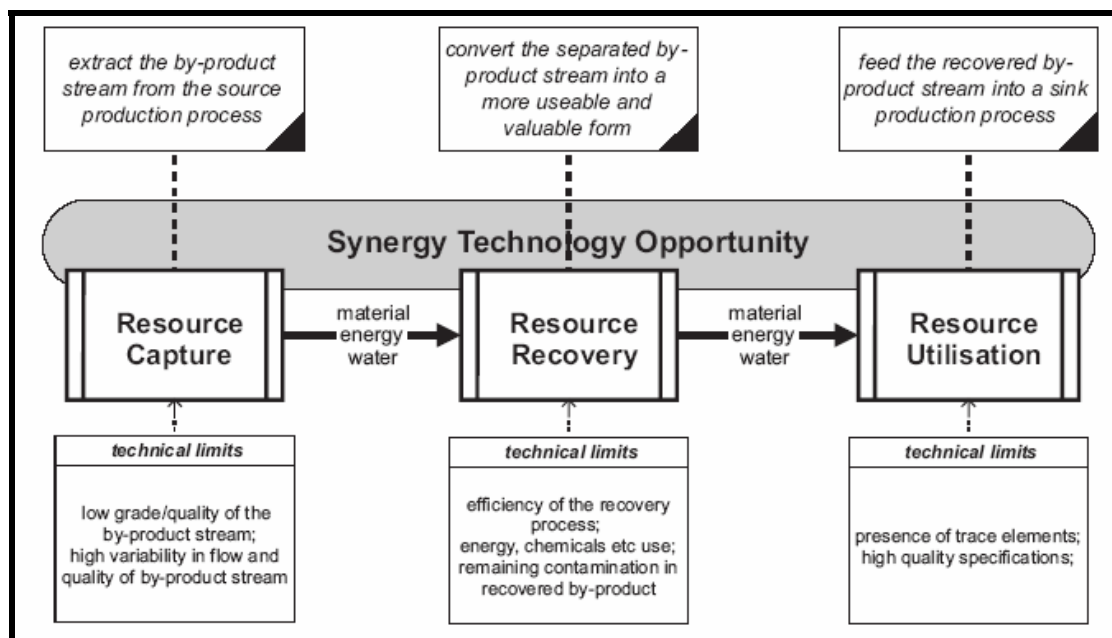 extract the by-product
stream from the source
production process
convert the separated by-
product stream into a
more useable and
valuable form
feed the recovered by-
product stream into a sink
production process
Synergy Technology Opportunity
Resource
Capture
material
energy
water
Resource
Recovery
material
energy
water
Resource
Utilisation
technical limits
low grade/quality of the
by-product stream;
high variability in flow and
quality of by-product stream
technical limits
efficiency of the recovery
process;
energy, chemicals etc use;
remaining contamination in
recovered by-product
technical limits
presence of trace elements;
high quality specifications;